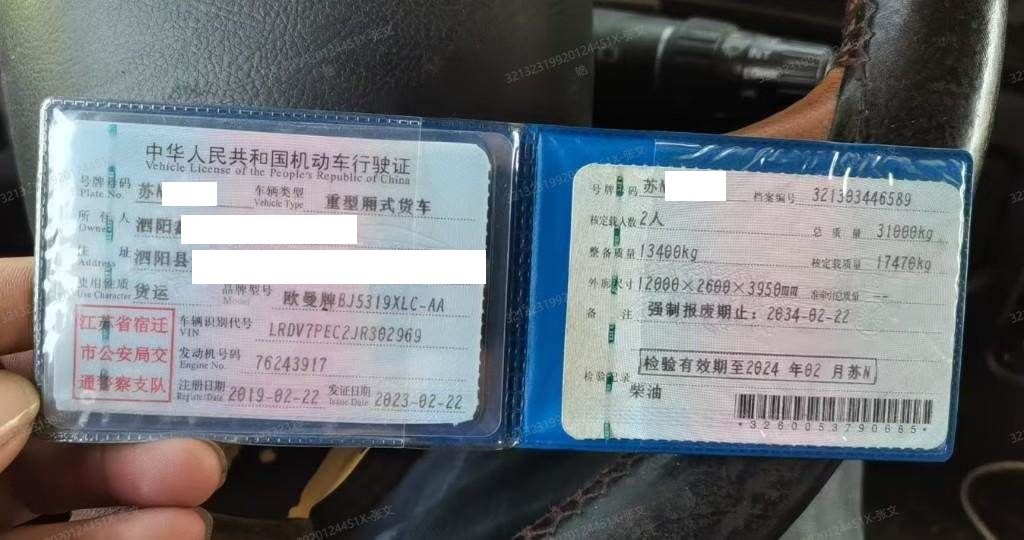 中华人民共和国机动车行驶证
Vehicle License of the People's Republic of China
号牌号码 苏N 车辆类型 重型厢式货车
Plate No. Vehicle Type
所有人 泗阳县
Owner
住址 泗阳县
Address
使用性质 货运 品牌型号 欧曼牌BJ5319XLC-AA
Use Character Model
江苏省宿迁
市公安局交
通警察支队
车辆识别代号 LRDV7PEC2JR302969
VIN
发动机号码 76243917
Engine No.
注册日期 2019-02-22 发证日期 2023-02-22
Register Date Issue Date
号牌号码 苏N 档案编号 321303446589
核定载人数 2人 总质量 31000kg
整备质量 13400kg 核定载质量 17470kg
外廓尺寸 12000×2600×3950mm 准牵引总质量 --
备注 强制报废期止：2034-02-22
检验有效期至2024 年02 月苏N
检验记录
柴油
*3260053790685*